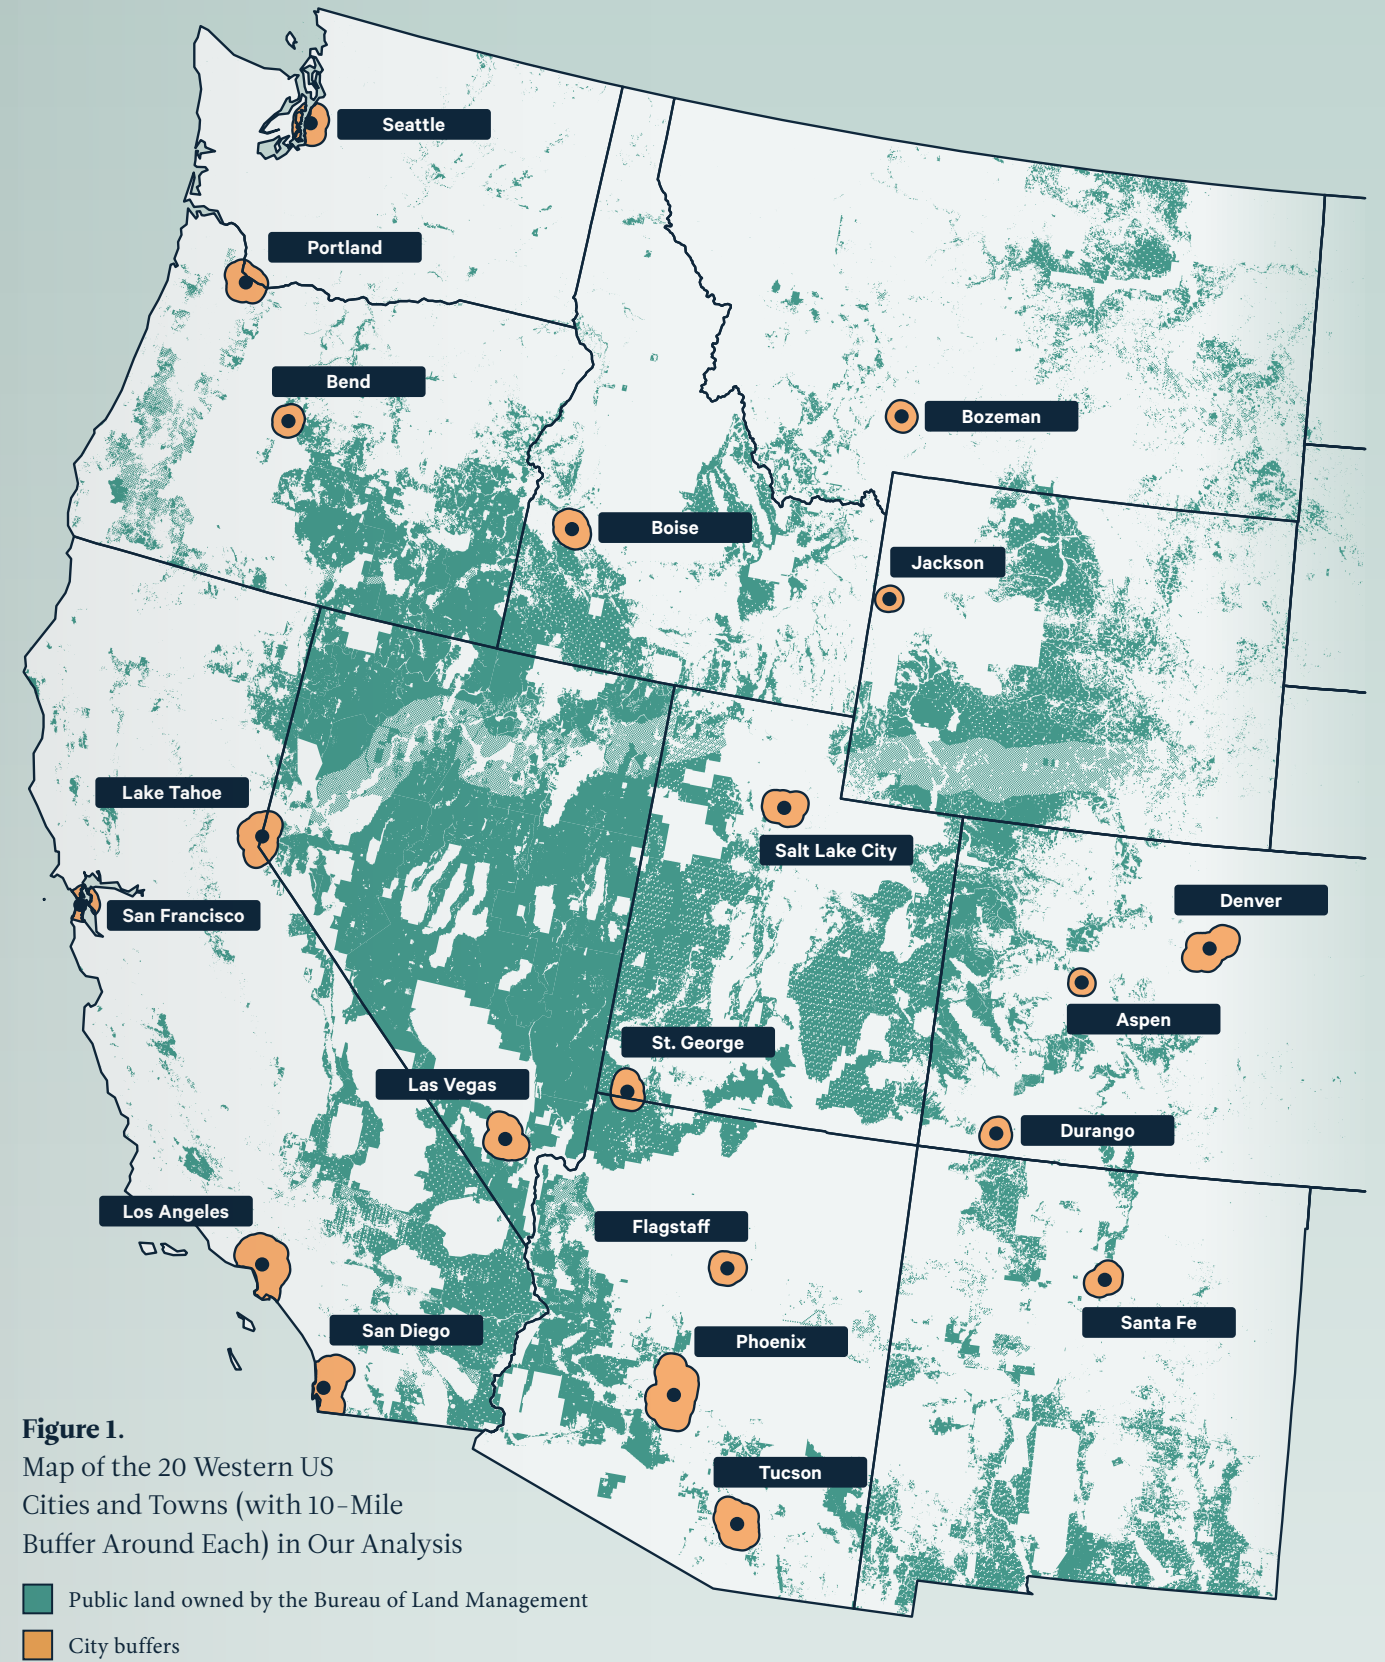 Seattle
Portland
Bend
Bozeman
Boise
Jackson
Lake Tahoe
Salt Lake City
Denver
San Francisco
Aspen
St. George
Las Vegas
Durango
Los Angeles
Flagstaff
Santa Fe
San Diego
Phoenix
Tucson
Figure 1.
Map of the 20 Western US
Cities and Towns (with 10-Mile
Buffer Around Each) in Our Analysis
Public land owned by the Bureau of Land Management
City buffers